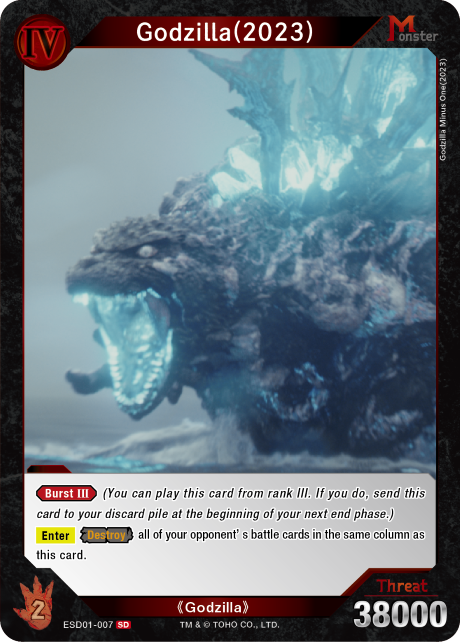 IV
Godzilla(2023)
Monster
Godzilla Minus One(2023)
Burst III (You can play this card from rank III. If you do, send this
card to your discard pile at the beginning of your next end phase.)
Enter Destroy all of your opponent's battle cards in the same column as
this card.
Threat
2
《Godzilla》
38000
ESD01-007 SD
TM & © TOHO CO., LTD.